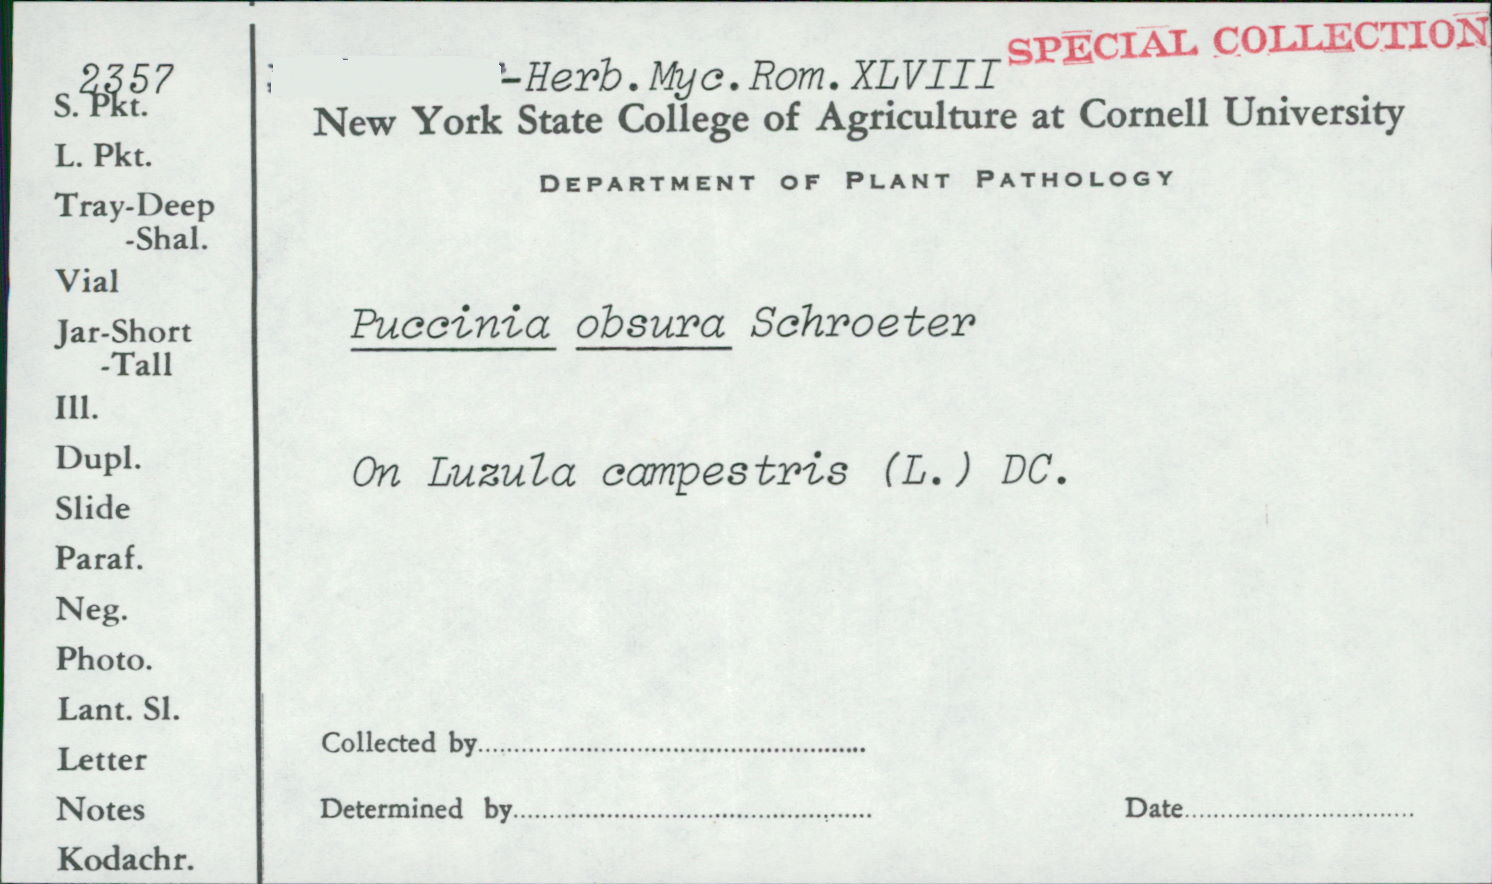 SPECIAL COLLECTION
2357
-Herb.Myc.Rom.XLVIII
S. Pkt.
New York State College of Agriculture at Cornell University
L. Pkt.
DEPARTMENT OF PLANT PATHOLOGY
Tray-Deep
-Shal.
Vial
Jar-Short
-Tall
Ill.
Dupl.
Slide
Paraf.
Neg.
Photo.
Lant. Sl.
Letter
Notes
Kodachr.
Puccinia obsura Schroeter
On Luzula campestris (L.) DC.
Collected by
Determined by
Date